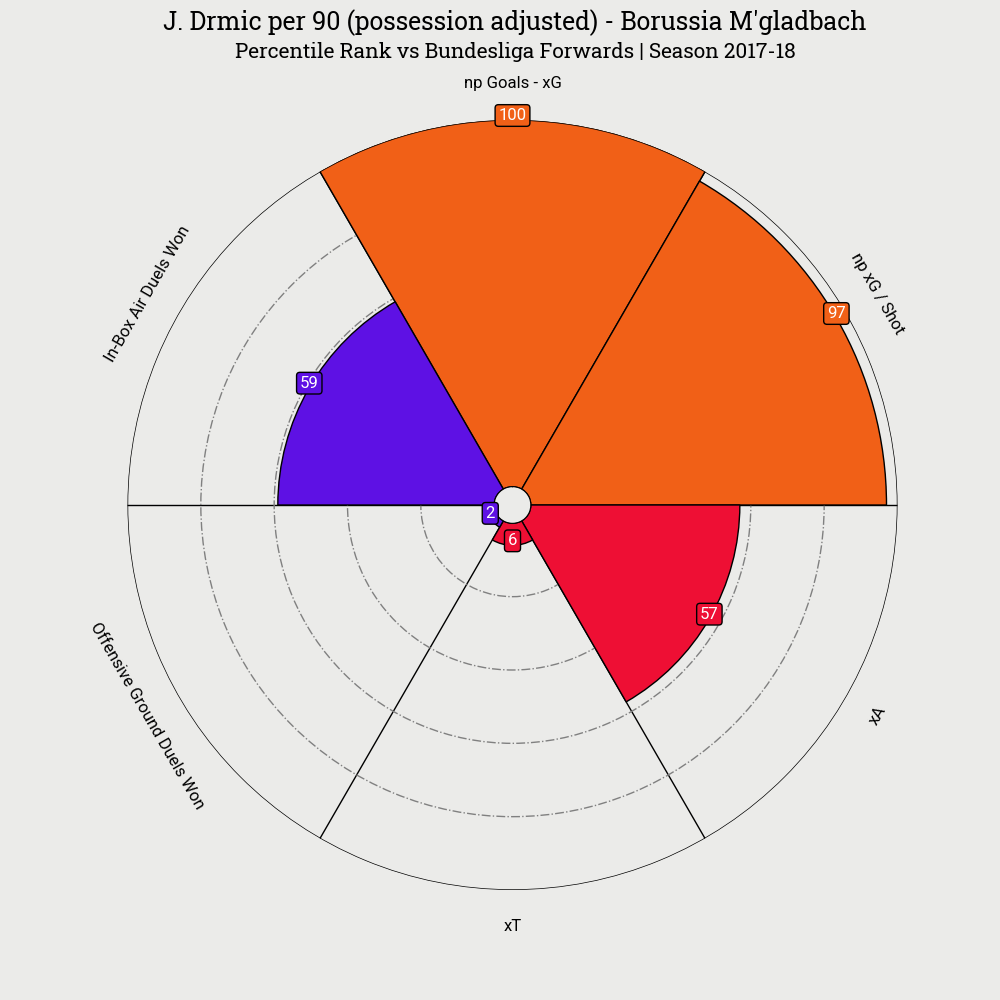 J. Drmic per 90 (possession adjusted) - Borussia M'gladbach
Percentile Rank vs Bundesliga Forwards | Season 2017-18
np Goals - xG
100
np xG / Shot
97
In-Box Air Duels Won
59
2
6
57
Offensive Ground Duels Won
xA
xT